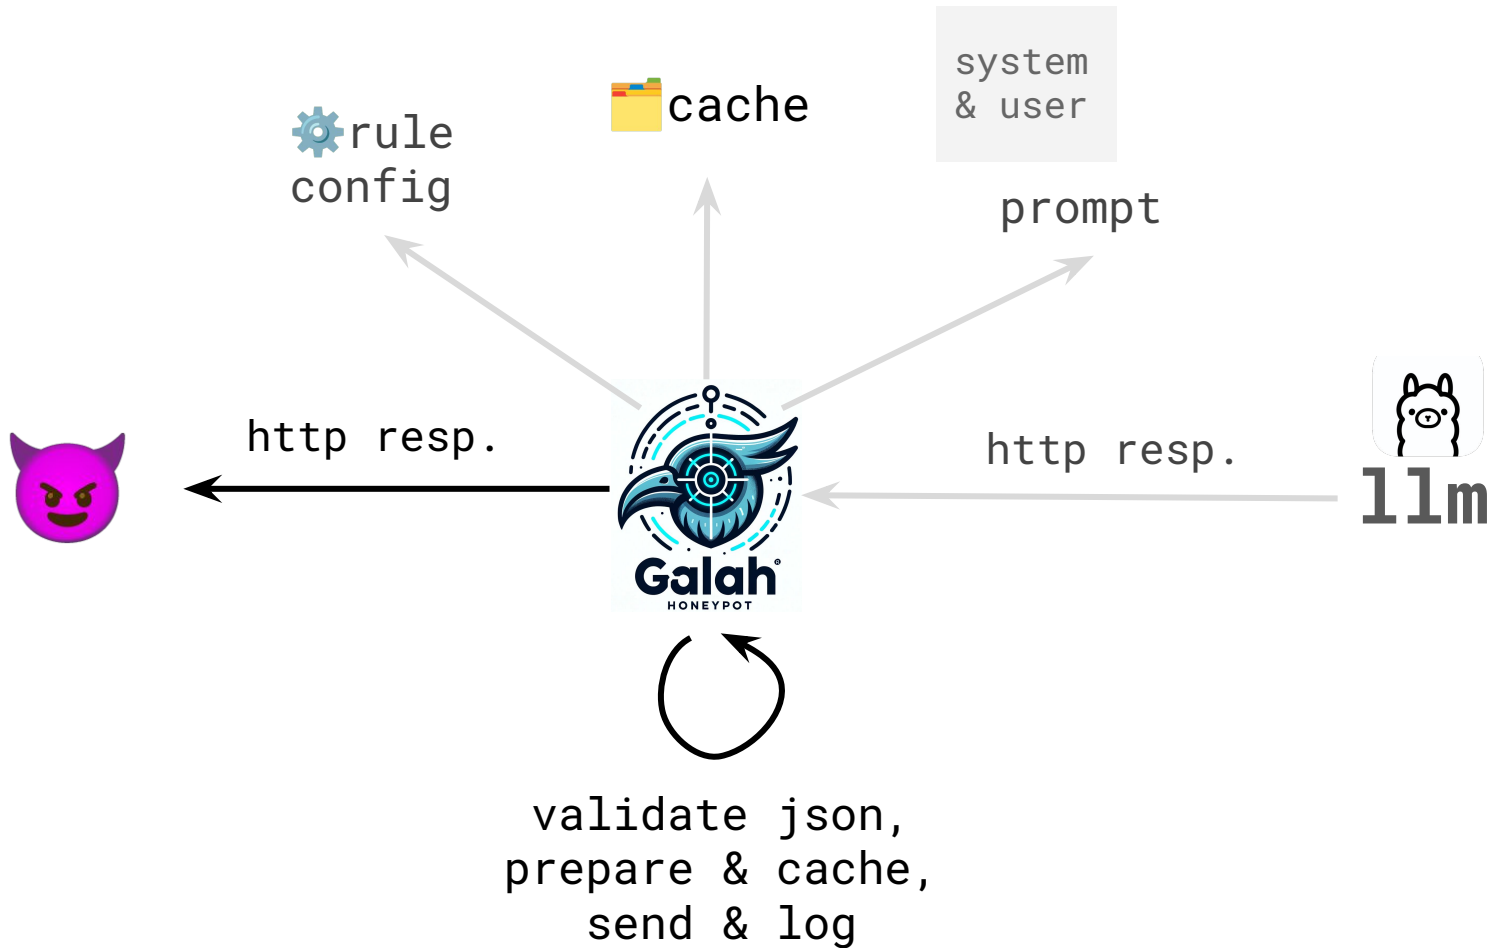 rule
config
cache
system
& user
prompt
http resp.
http resp.
llm
Galah®
HONEYPOT
validate json,
prepare & cache,
send & log